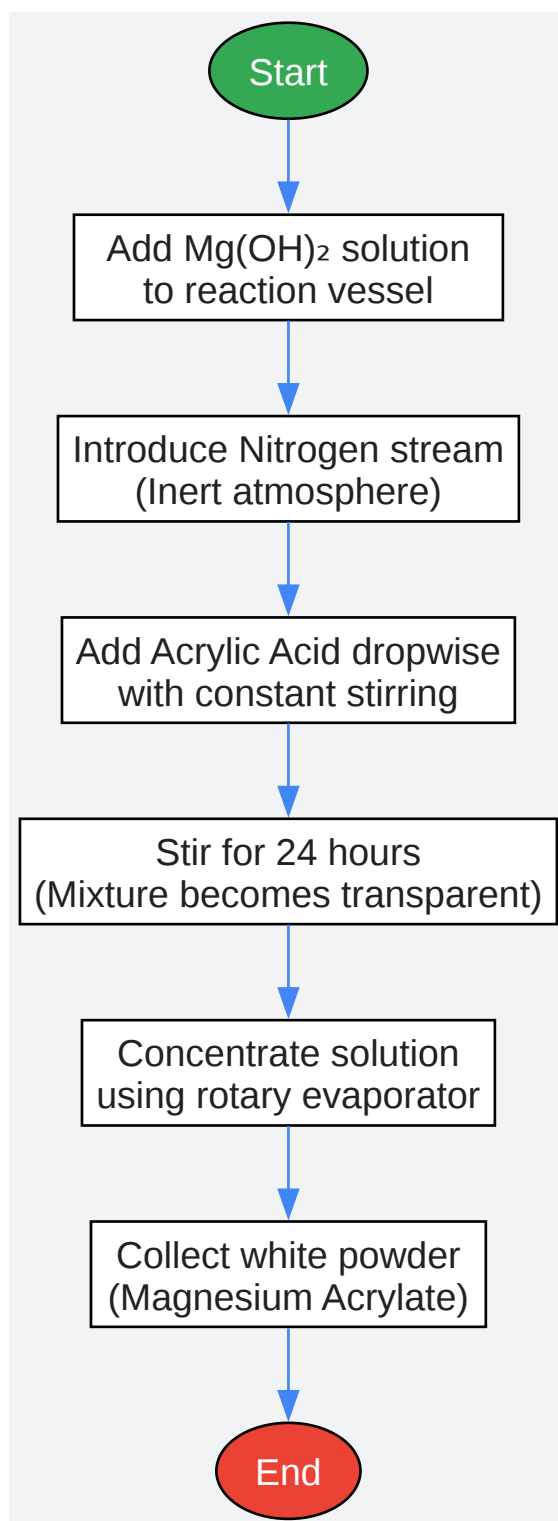 Start
Add Mg(OH)₂ solution
to reaction vessel
Introduce Nitrogen stream
(Inert atmosphere)
Add Acrylic Acid dropwise
with constant stirring
Stir for 24 hours
(Mixture becomes transparent)
Concentrate solution
using rotary evaporator
Collect white powder
(Magnesium Acrylate)
End